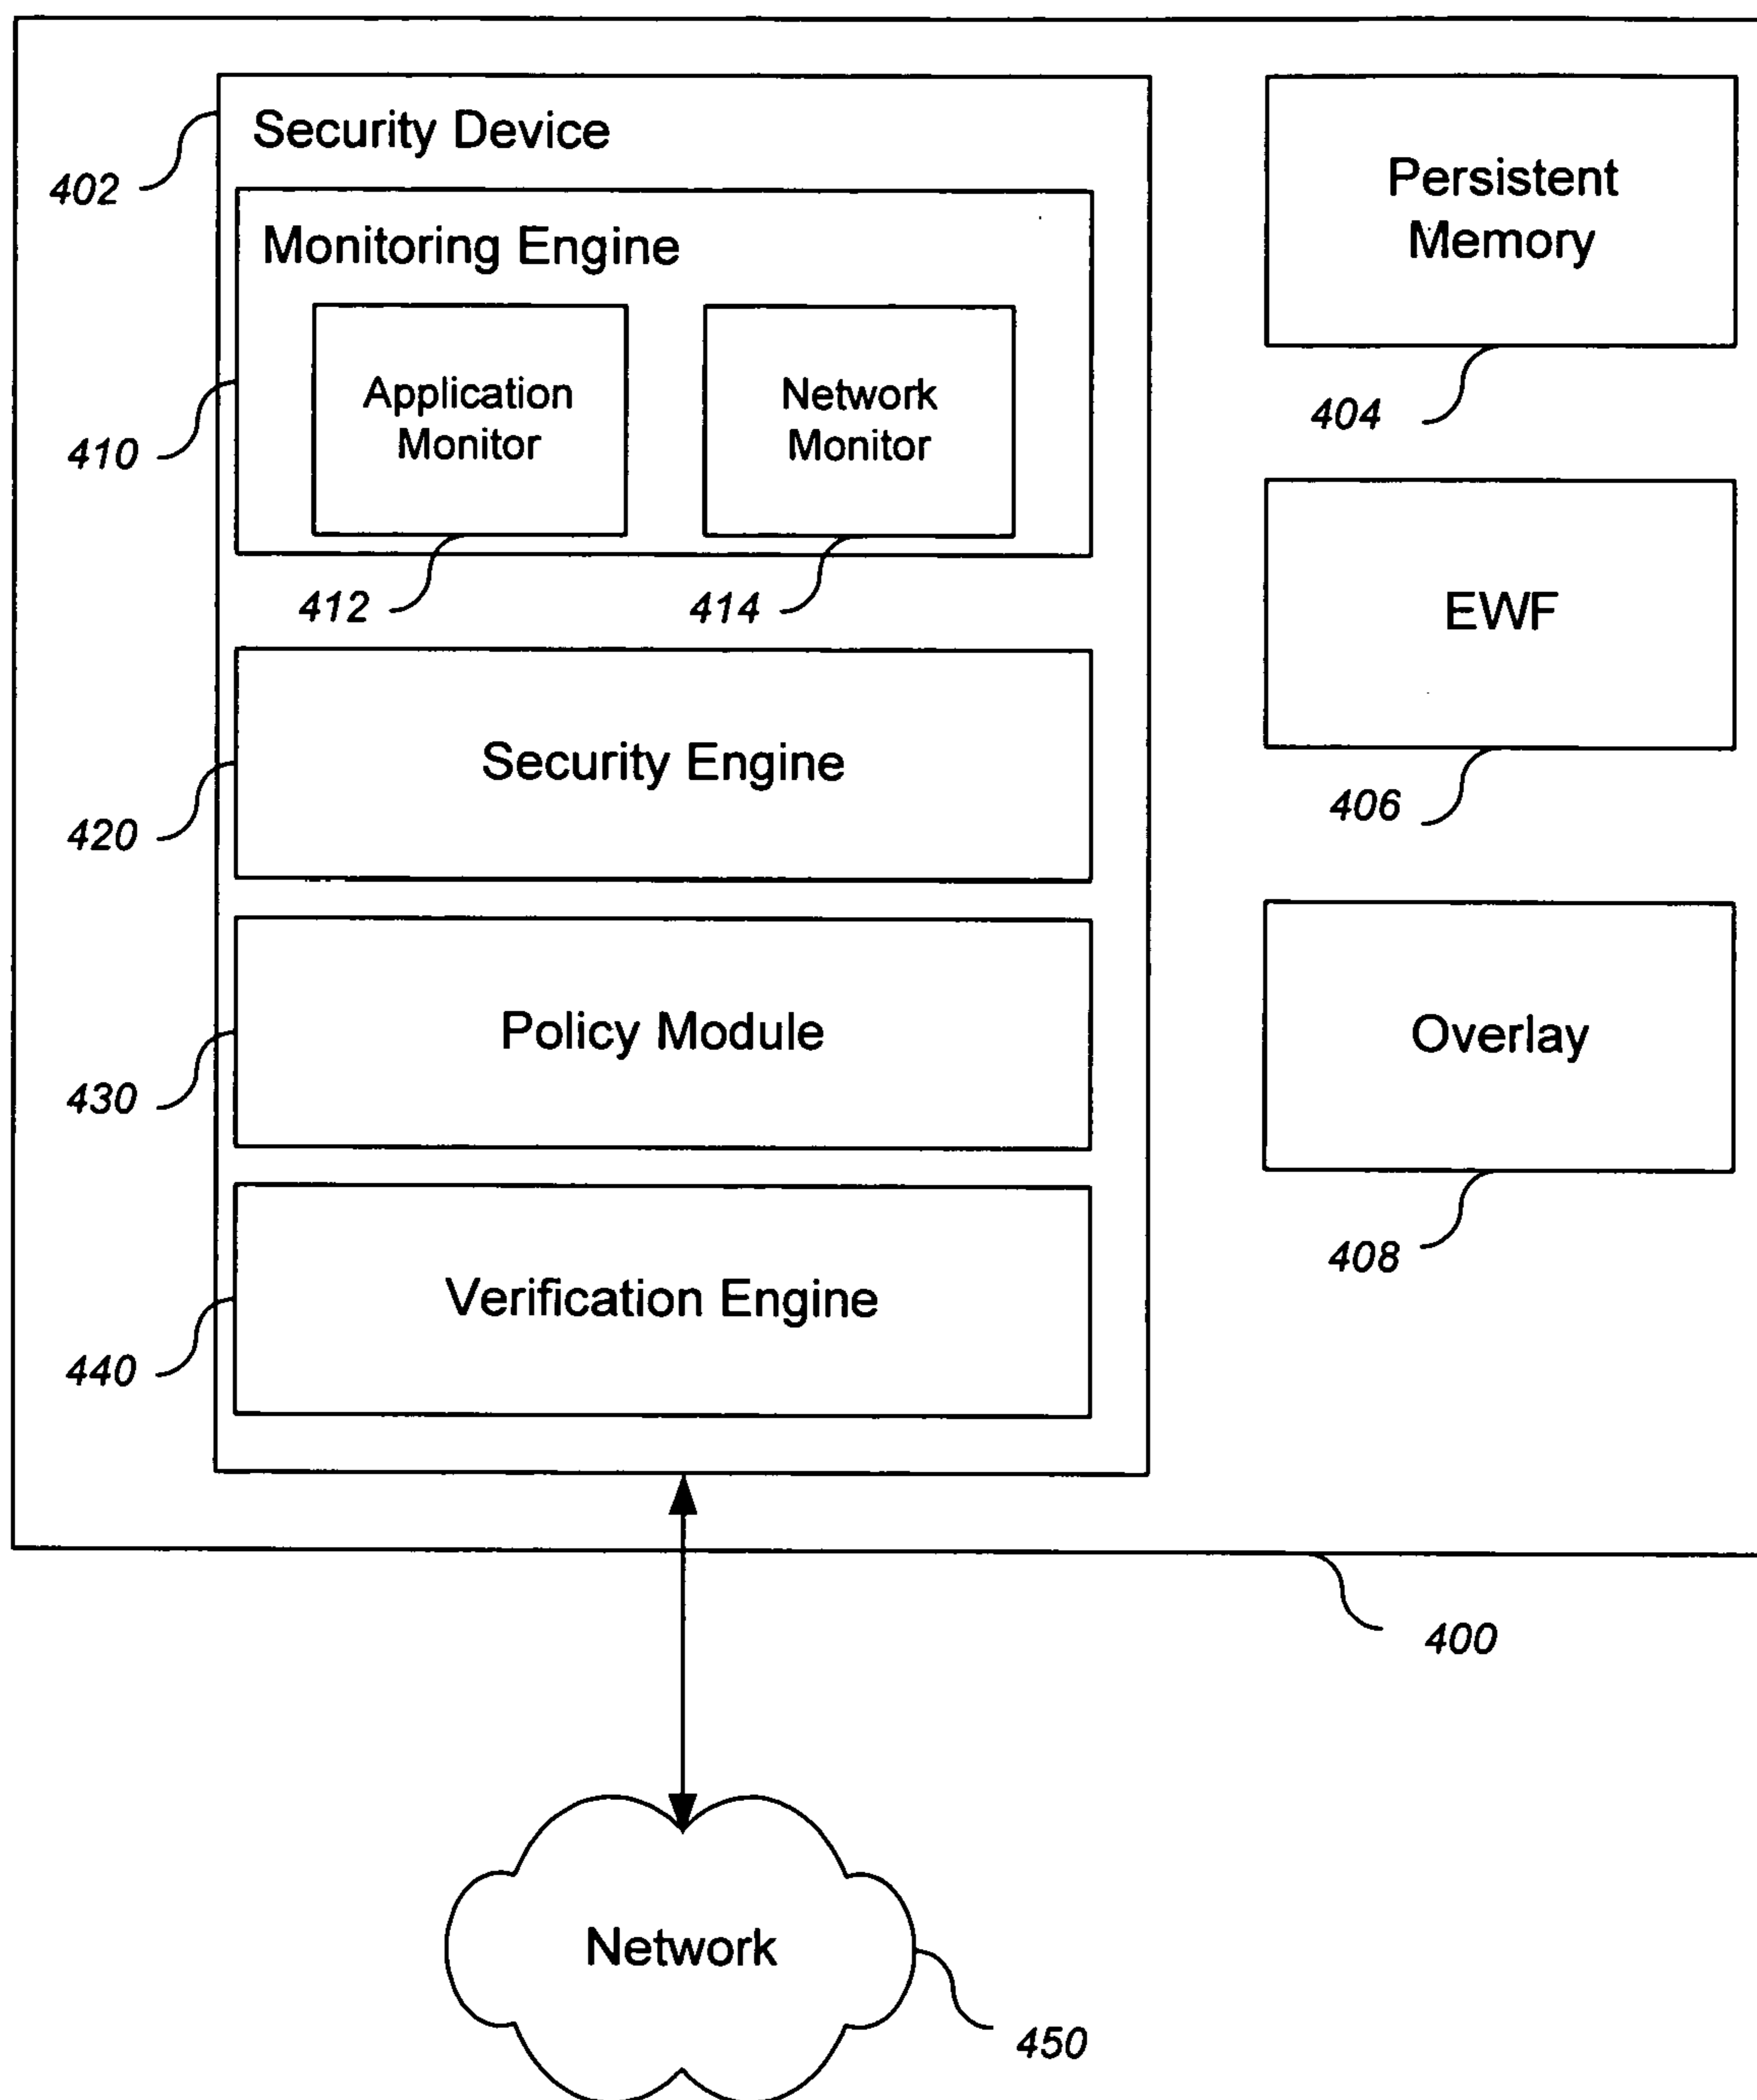 Security Device
402
Monitoring Engine
Application
Monitor
Network
Monitor
410
412
414
Security Engine
420
Policy Module
430
Verification Engine
440
Persistent
Memory
404
EWF
406
Overlay
408
400
Network
450